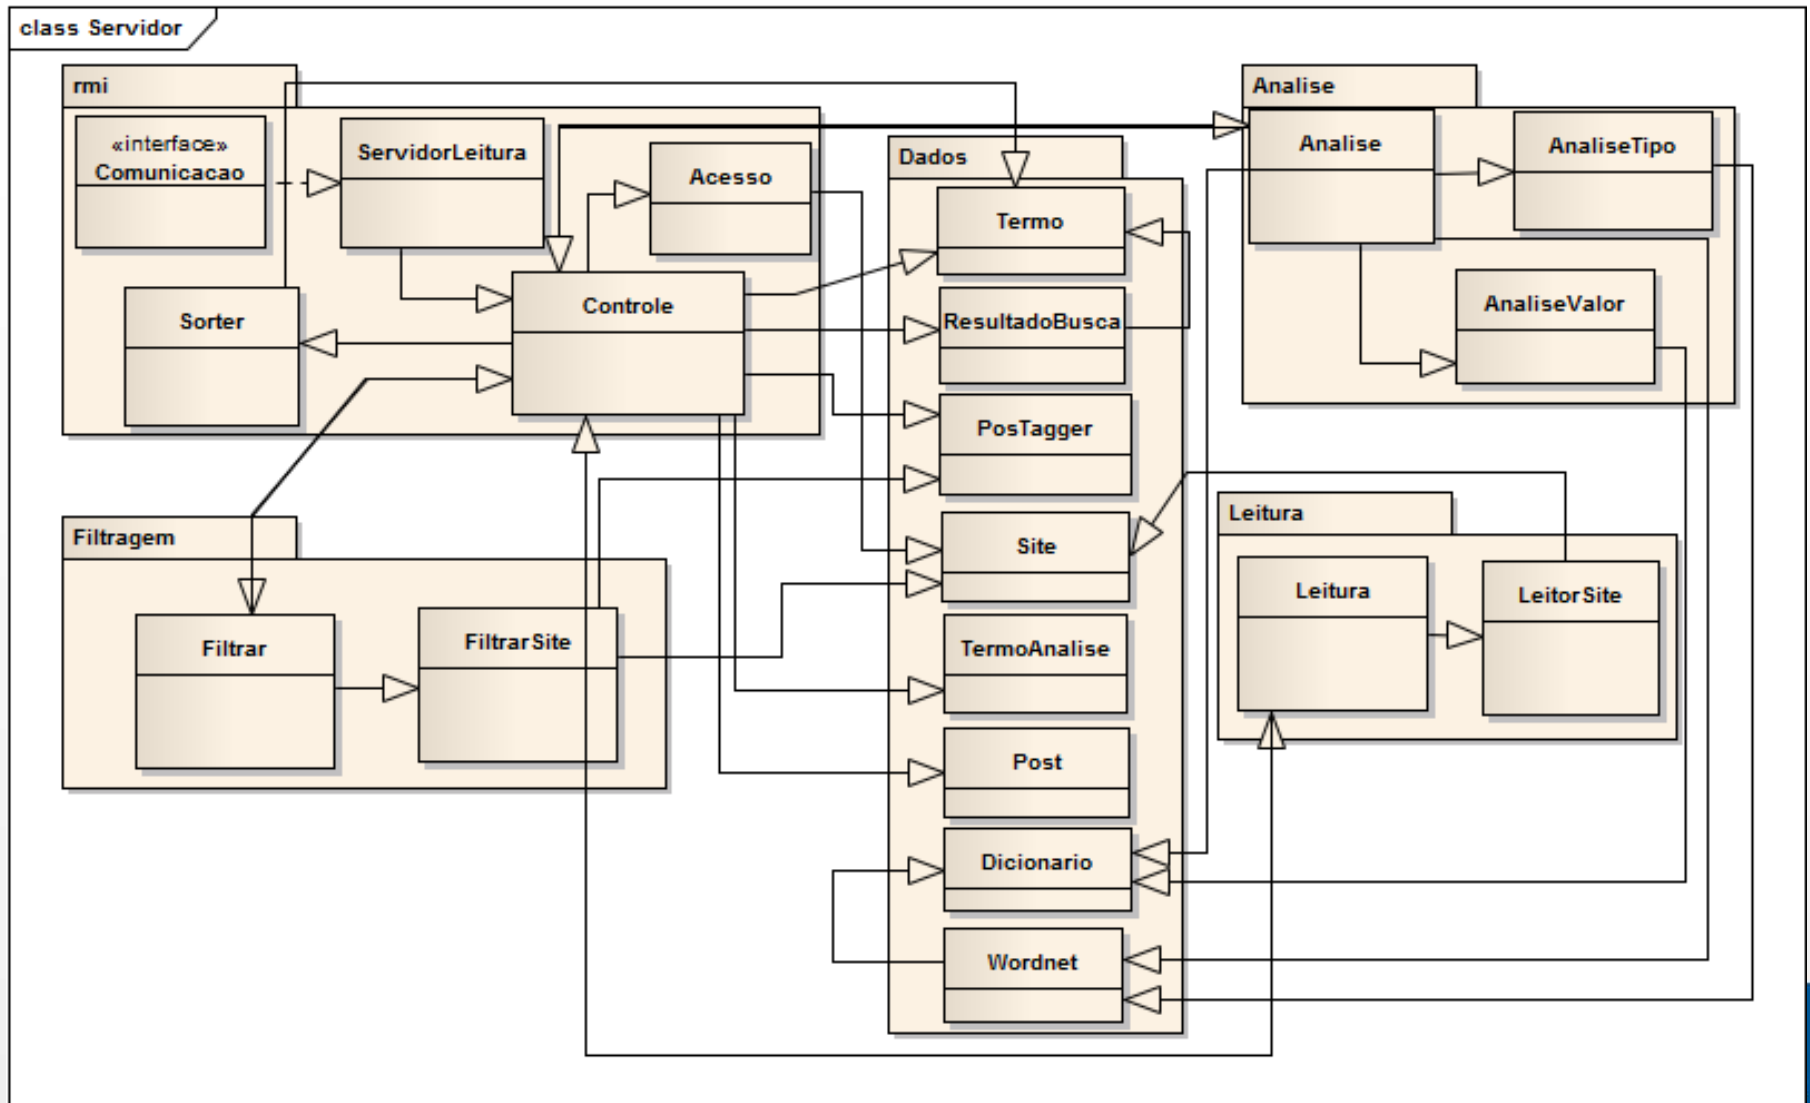 class Servidor
rmi
«interface»
Comunicacao
ServidorLeitura
Acesso
Sorter
Controle
Filtragem
Filtrar
FiltrarSite
Dados
Termo
ResultadoBusca
PosTagger
Site
TermoAnalise
Post
Dicionario
Wordnet
Analise
Analise
AnaliseTipo
AnaliseValor
Leitura
Leitura
LeitorSite